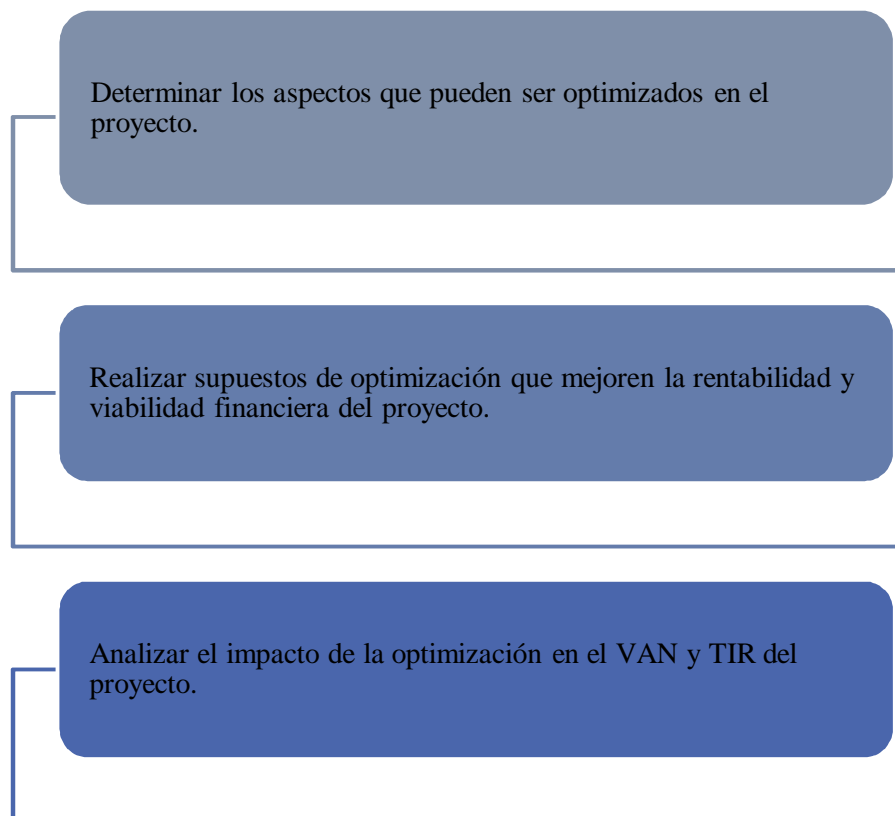 Determinar los aspectos que pueden ser optimizados en el
proyecto.
Realizar supuestos de optimización que mejoren la rentabilidad y
viabilidad financiera del proyecto.
Analizar el impacto de la optimización en el VAN y TIR del
proyecto.